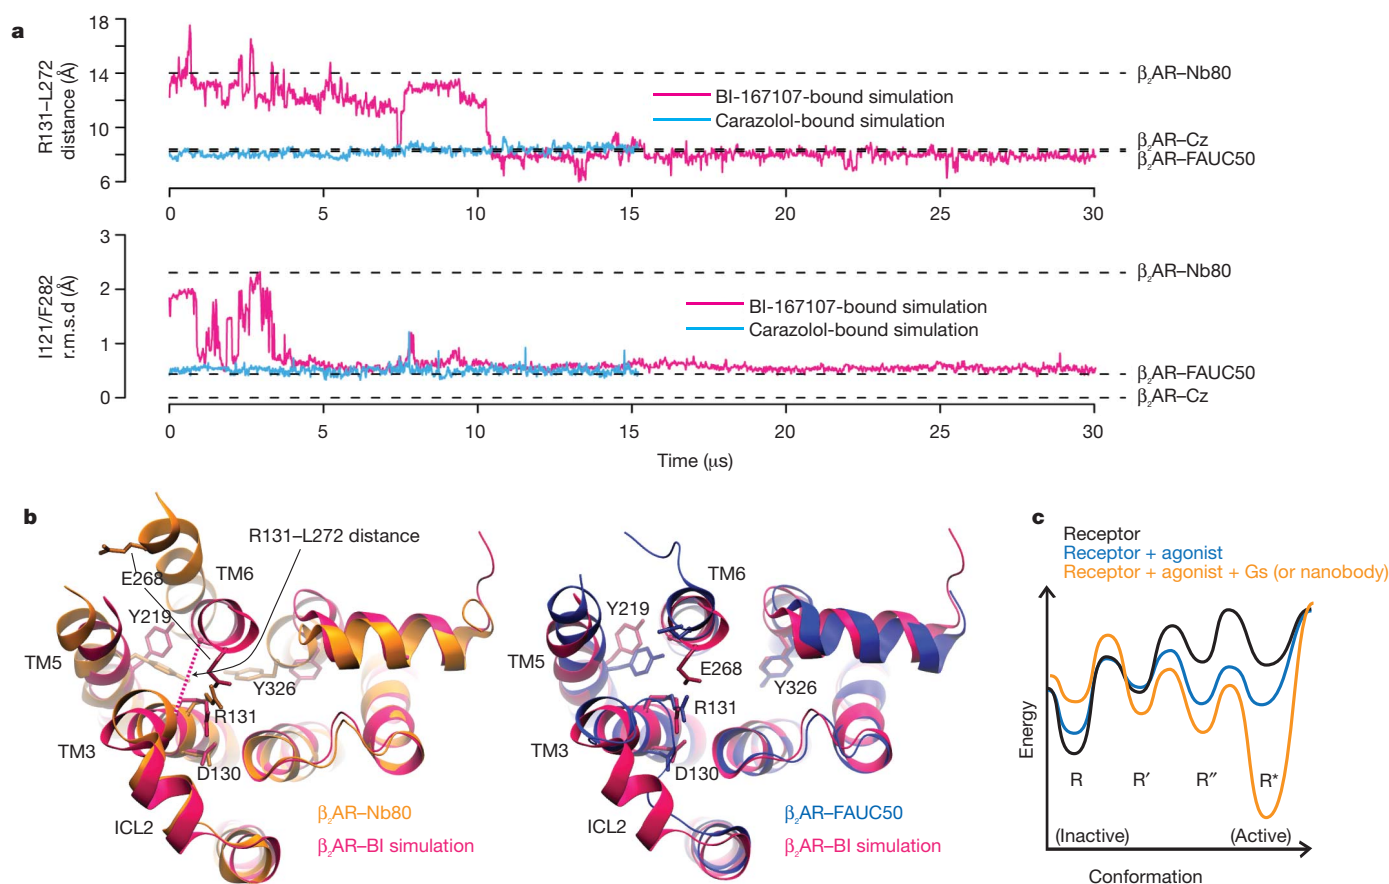 a
R131–L272
distance (Å)
18
14
10
6
β₂AR–Nb80
BI-167107-bound simulation
Carazolol-bound simulation
β₂AR–Cz
β₂AR–FAUC50
0 5 10 15 20 25 30
I121/F282
r.m.s.d (Å)
3
2
1
0
β₂AR–Nb80
BI-167107-bound simulation
Carazolol-bound simulation
β₂AR–FAUC50
β₂AR–Cz
0 5 10 15 20 25 30
Time (μs)
b
R131–L272 distance
E268
TM6
Y219
TM5
Y326
R131
TM3
D130
ICL2
β₂AR–Nb80
β₂AR–BI simulation
TM6
Y219
TM5
E268
Y326
R131
TM3
D130
ICL2
β₂AR–FAUC50
β₂AR–BI simulation
c
Receptor
Receptor + agonist
Receptor + agonist + Gs (or nanobody)
Energy
R R′ R″ R*
(Inactive) (Active)
Conformation